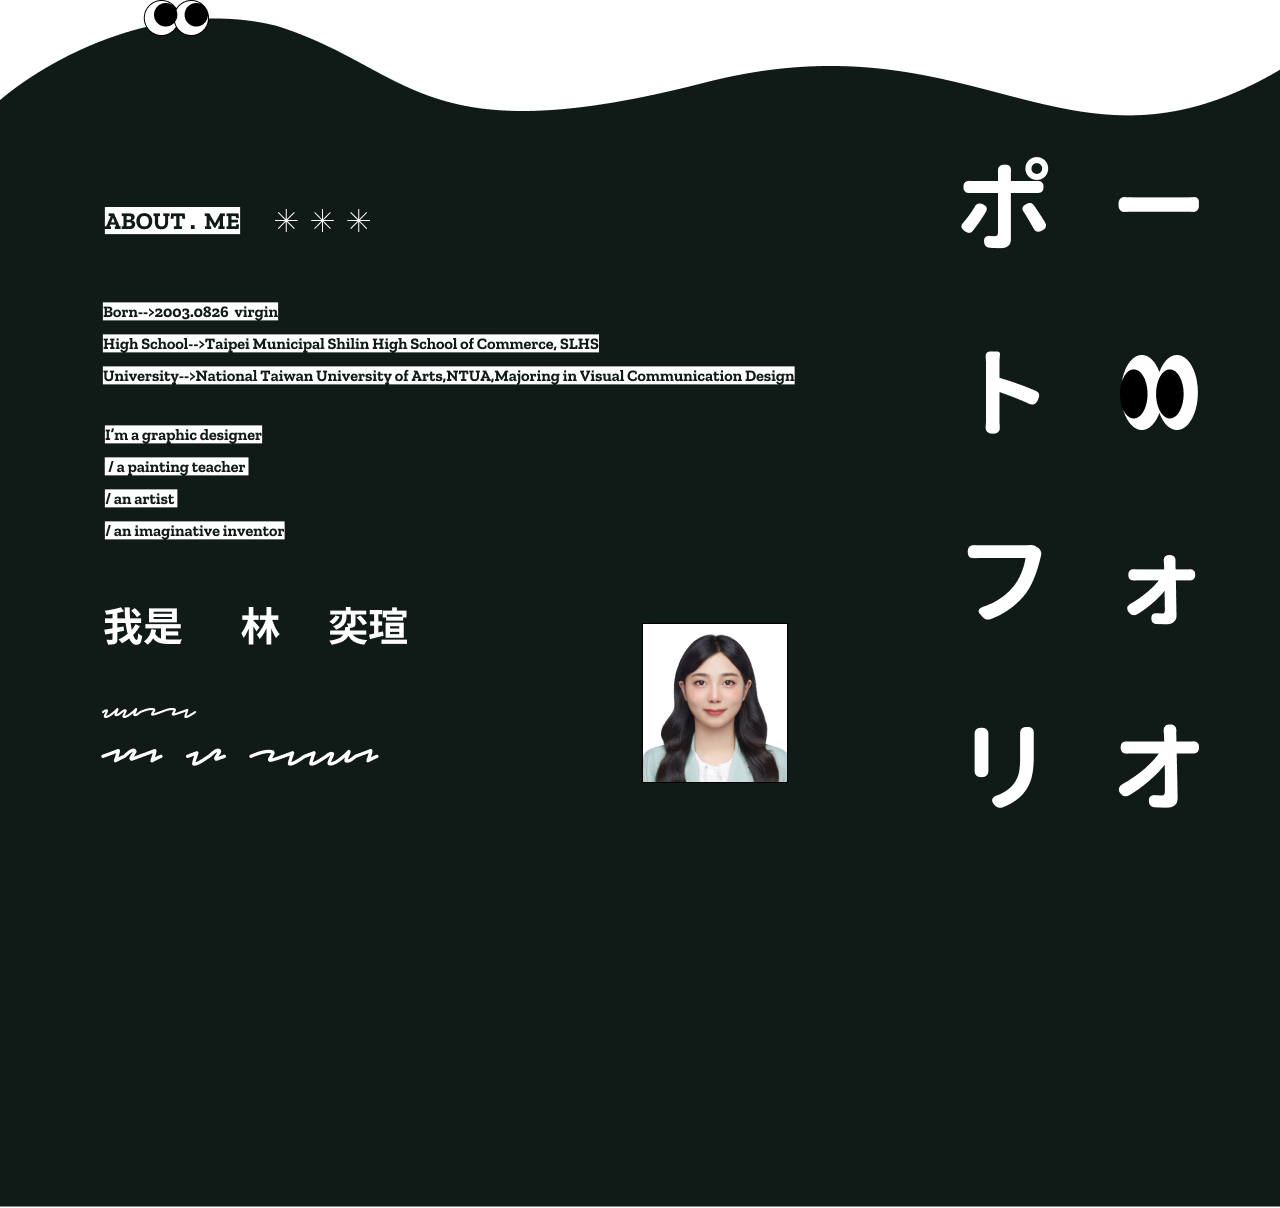 ABOUT . ME
Born-->2003.0826 virgin
High School-->Taipei Municipal Shilin High School of Commerce, SLHS
University-->National Taiwan University of Arts,NTUA,Majoring in Visual Communication Design
I'm a graphic designer
/ a painting teacher
/ an artist
/ an imaginative inventor
我是 林 奕瑄
ポ ー
ト
フ ォ
リ オ